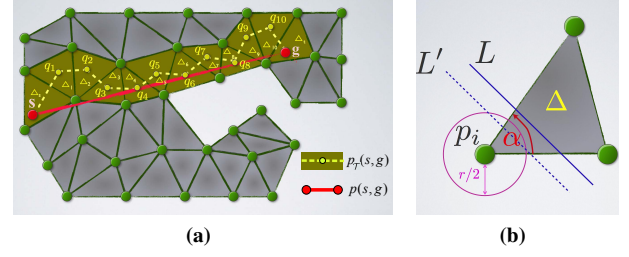 q10
q9
q7
q1
q2
q5
q8
g
q3
q4
q6
s
p_T(s,g)
p(s,g)
(a)
L'
L
Δ
p_i
α
r/2
(b)